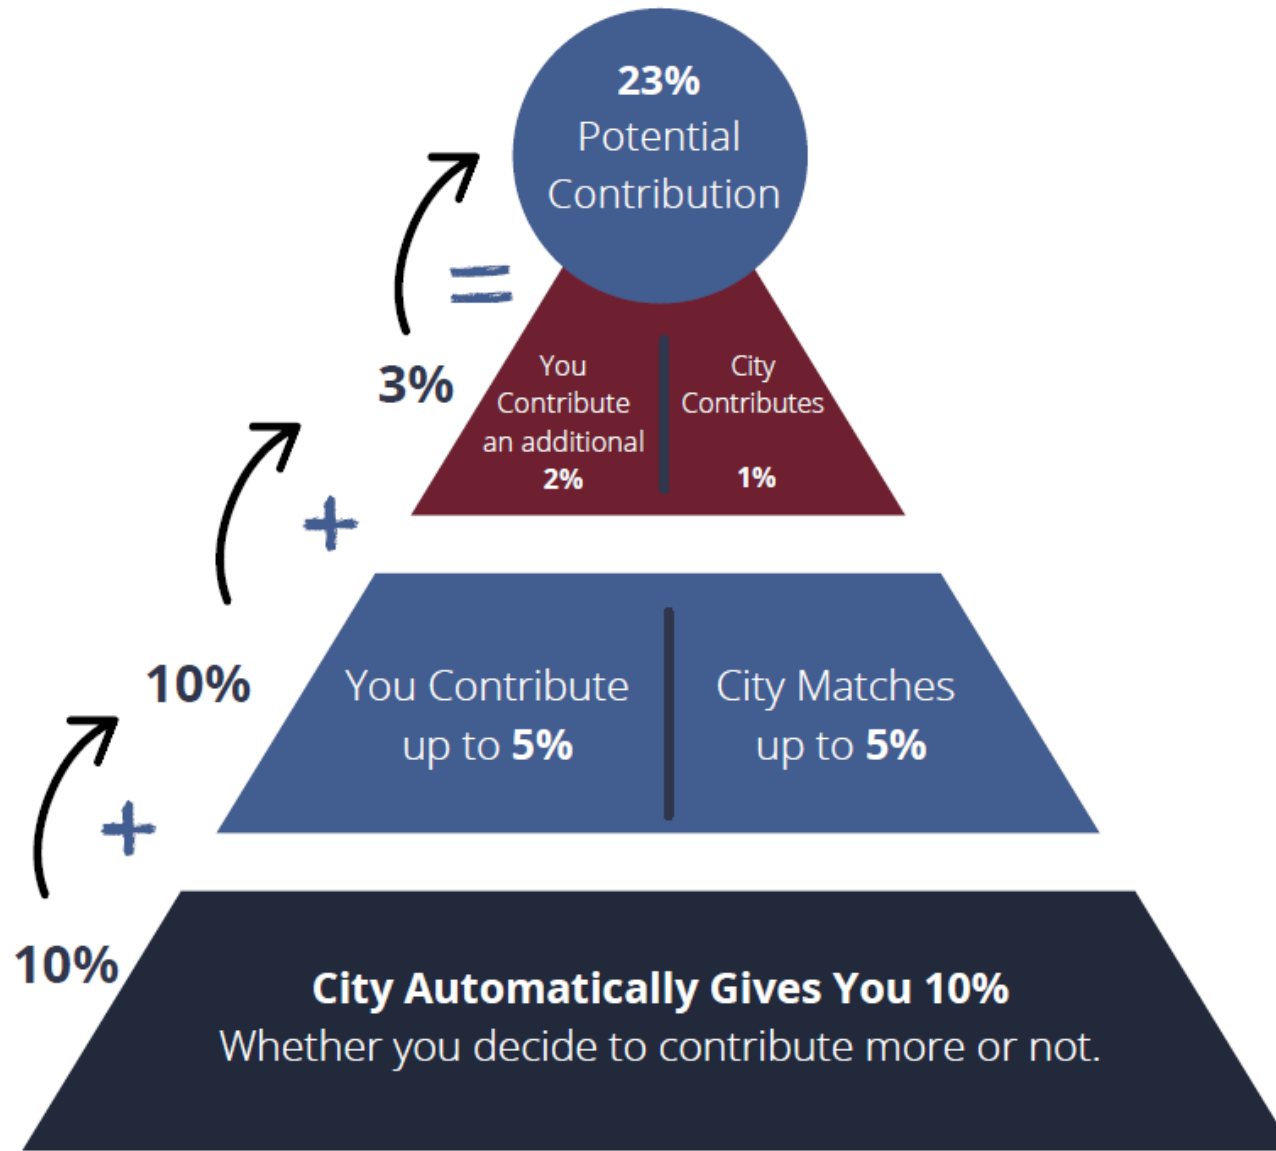 23%
Potential
Contribution
=
3%
You
Contribute
an additional
2%
City
Contributes
1%
+
10%
You Contribute
up to 5%
City Matches
up to 5%
+
10%
City Automatically Gives You 10%
Whether you decide to contribute more or not.